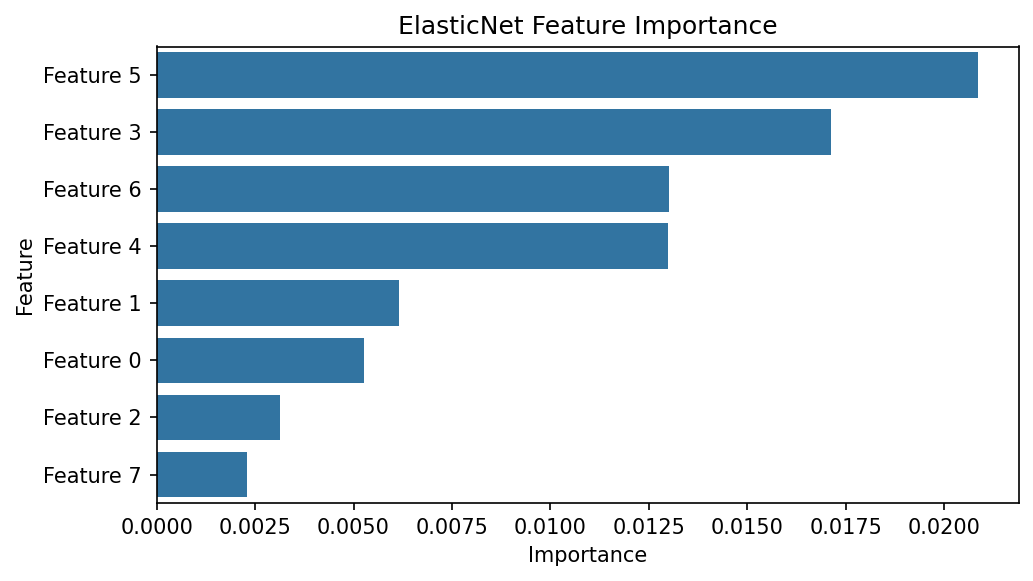 ElasticNet Feature Importance
Feature
Feature 5
Feature 3
Feature 6
Feature 4
Feature 1
Feature 0
Feature 2
Feature 7
0.0000 0.0025 0.0050 0.0075 0.0100 0.0125 0.0150 0.0175 0.0200
Importance